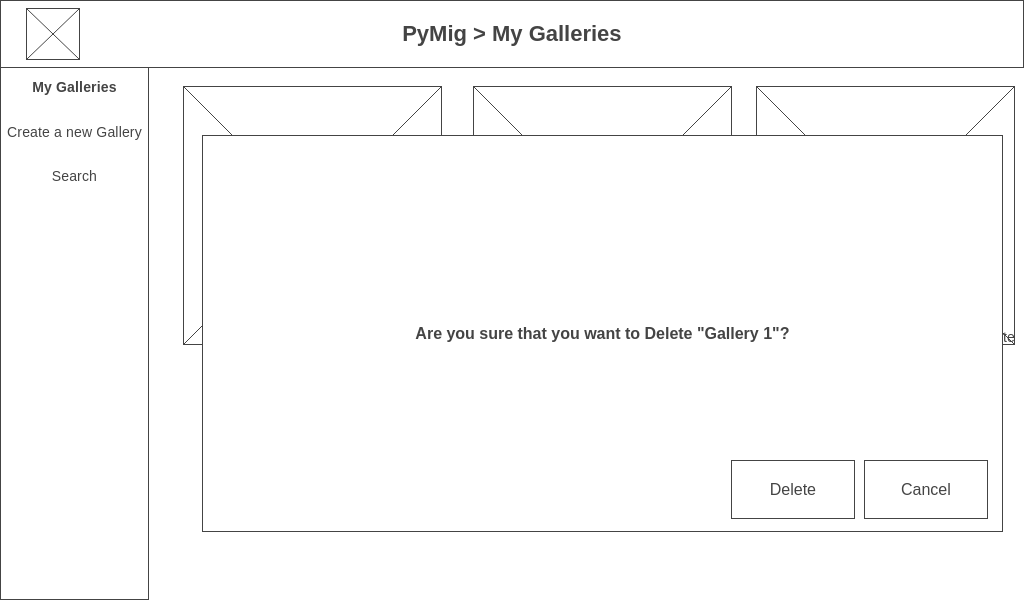 PyMig > My Galleries
My Galleries
Create a new Gallery
Search
te
Are you sure that you want to Delete "Gallery 1"?
Delete
Cancel